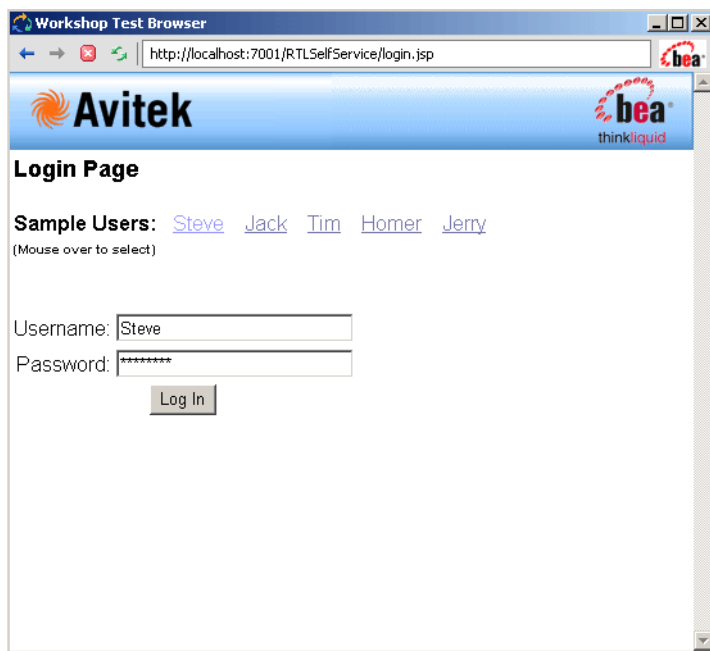 Workshop Test Browser
http://localhost:7001/RTLSelfService/login.jsp
bea
Avitek
bea
thinkliquid
Login Page
Sample Users: Steve Jack Tim Homer Jerry
(Mouse over to select)
Username: Steve
Password: ********
Log In